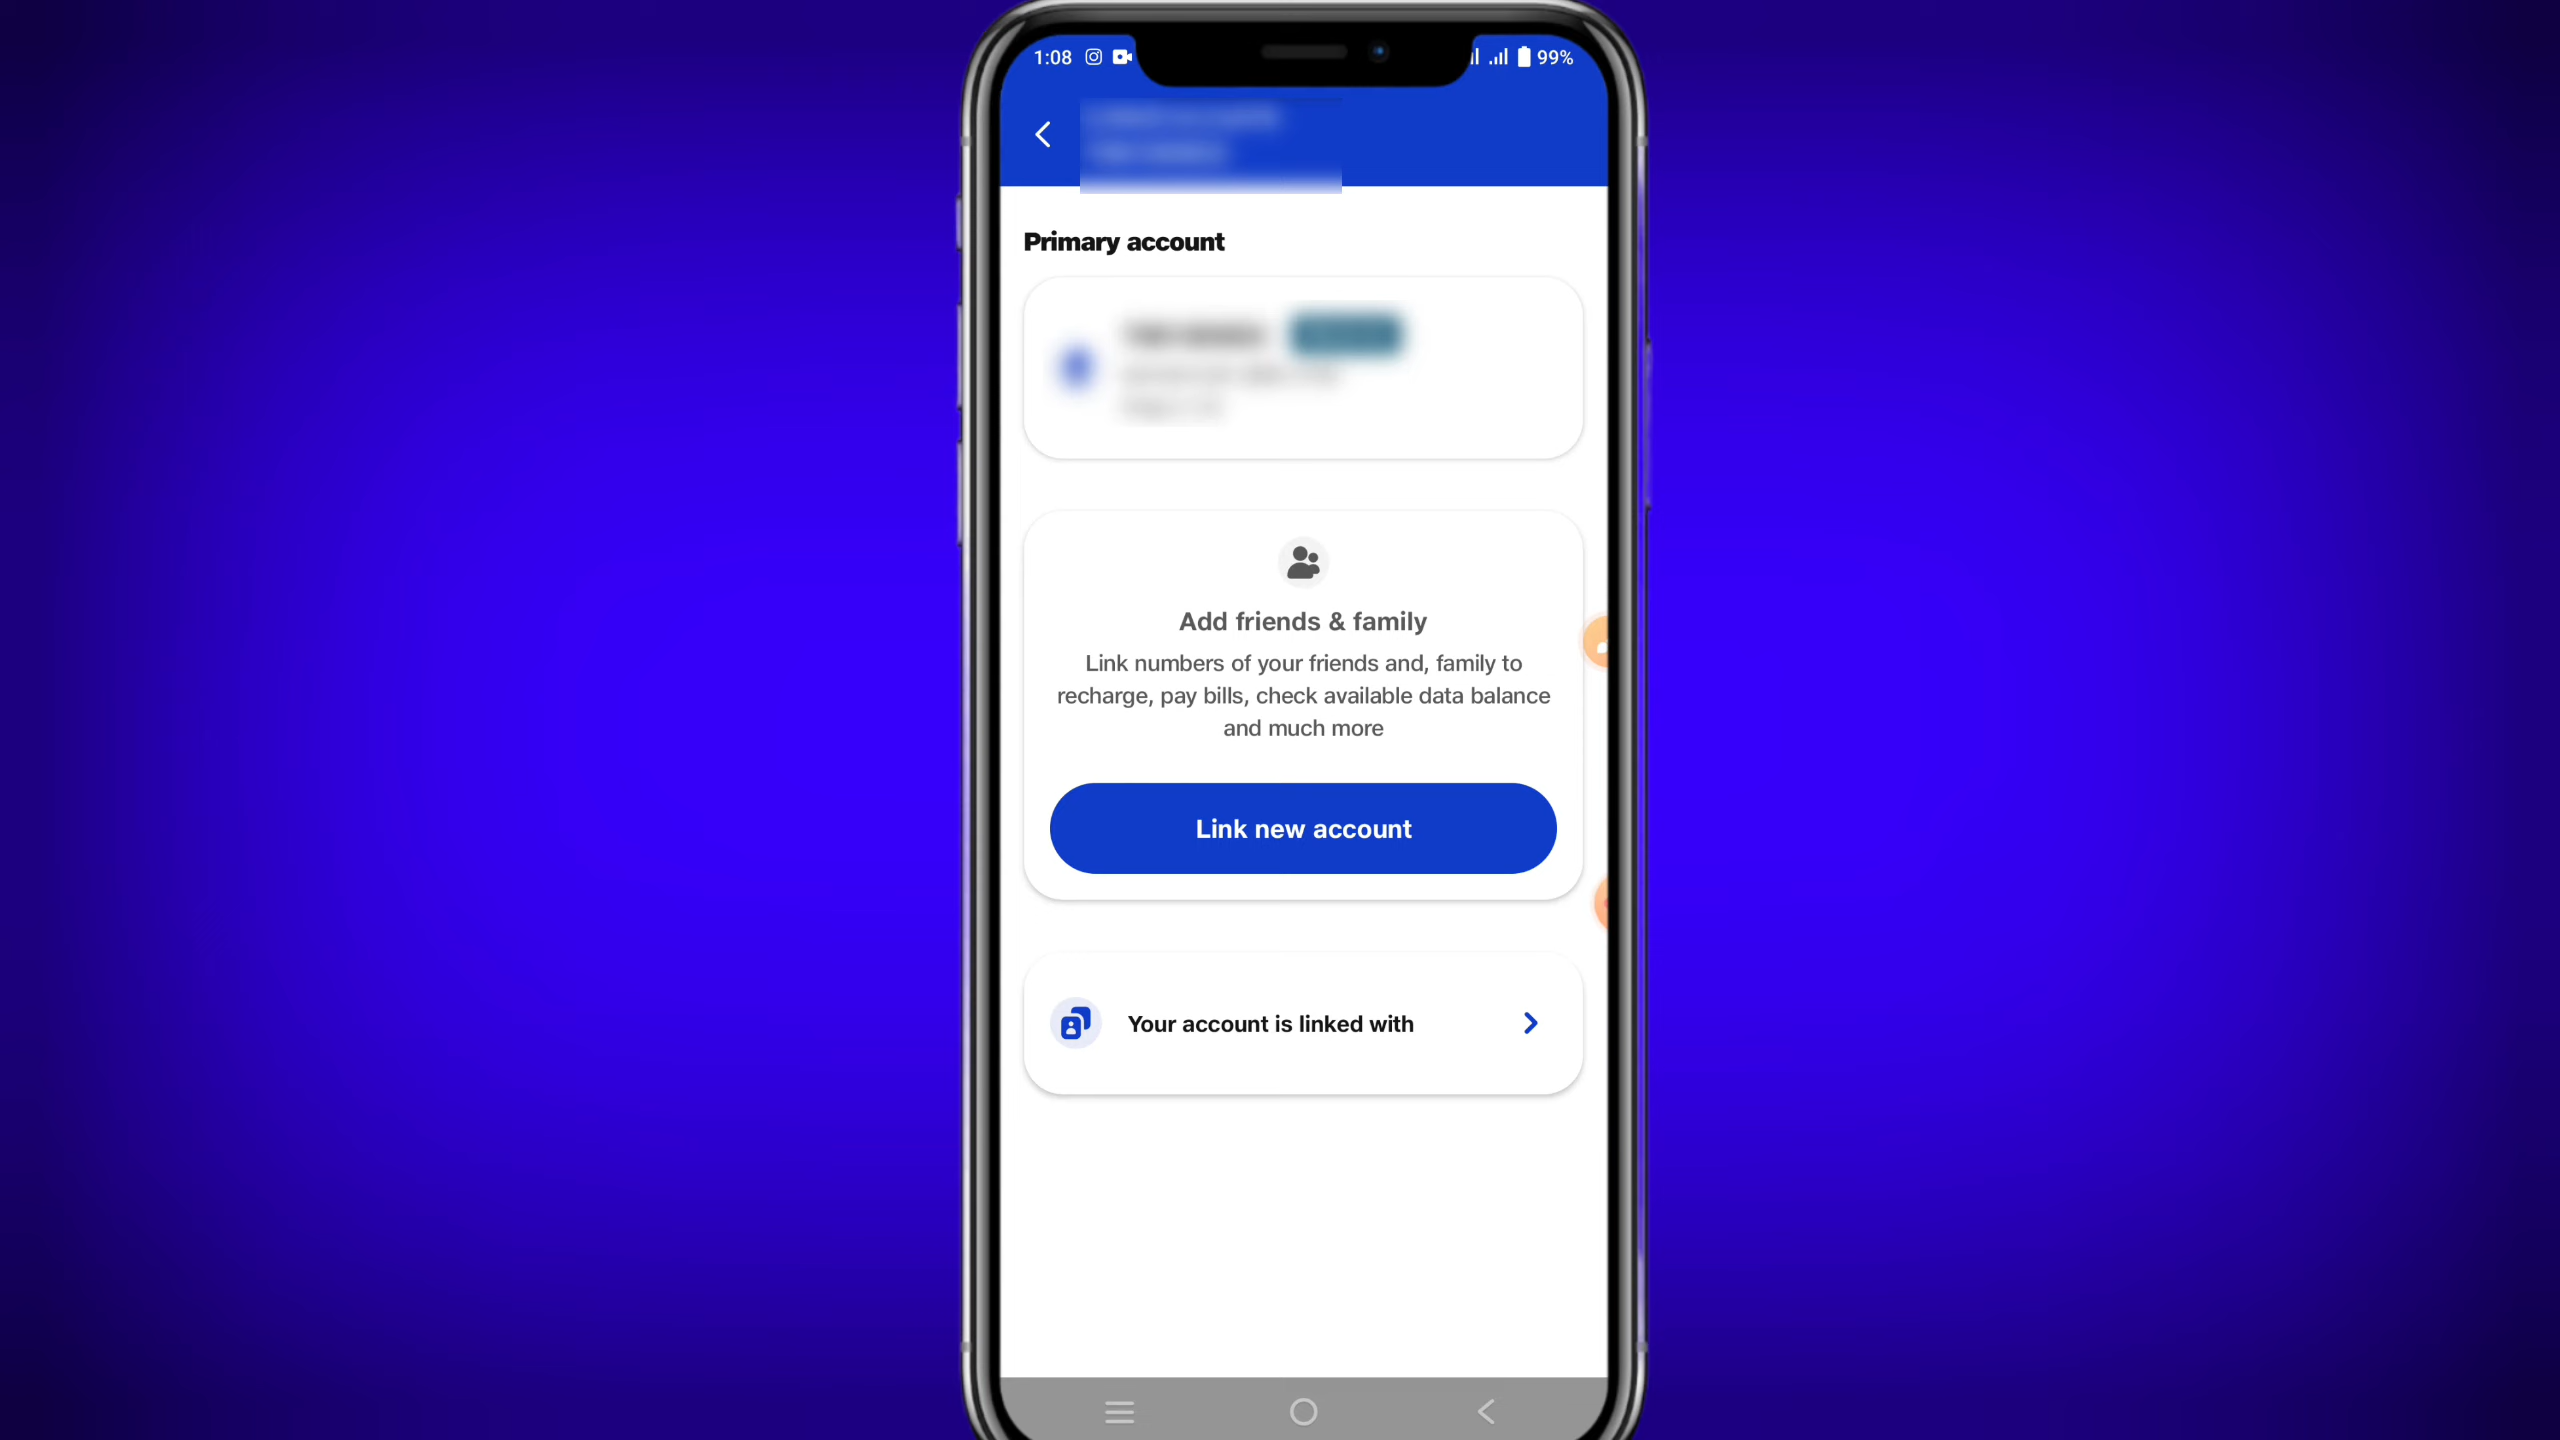 1:08
99%
Primary account
Add friends & family
Link numbers of your friends and, family to
recharge, pay bills, check available data balance
and much more
Link new account
Your account is linked with